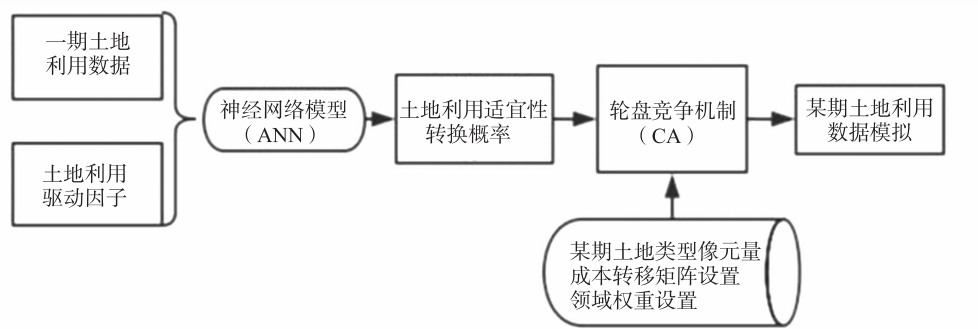 一期土地
利用数据
土地利用
驱动因子
神经网络模型
（ANN）
土地利用适宜性
转换概率
轮盘竞争机制
（CA）
某期土地利用
数据模拟
某期土地类型像元量
成本转移矩阵设置
领域权重设置